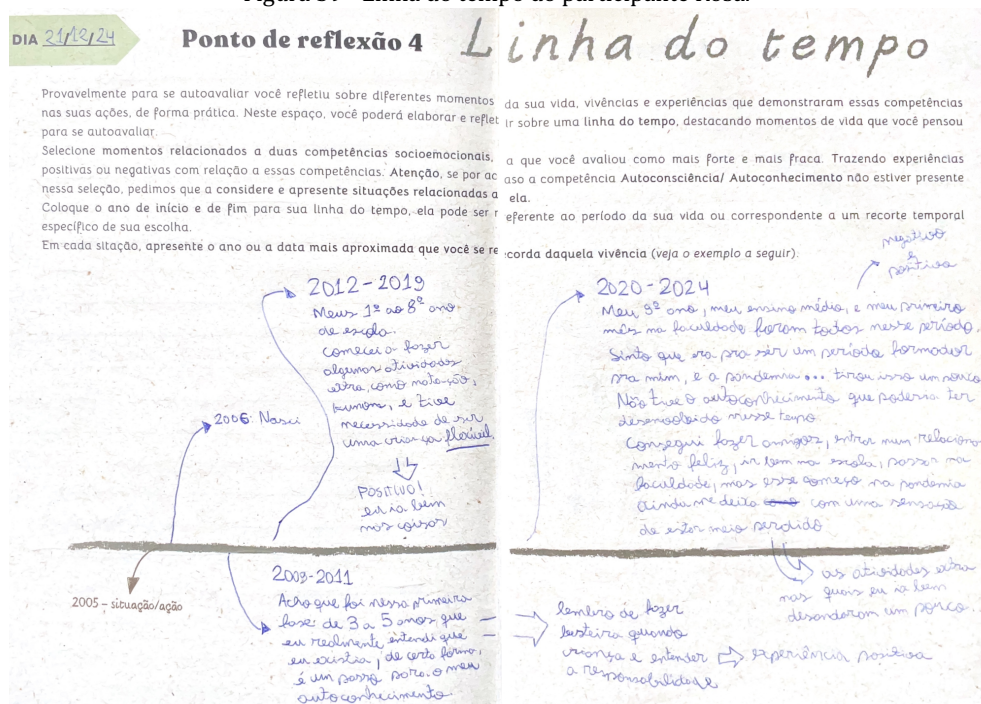 Figura 39 – Linha do tempo do participante Rosa.
DIA 21/12/24
Ponto de reflexão 4
Linha do tempo
Provavelmente para se autoavaliar você refletiu sobre diferentes momentos da sua vida, vivências e experiências que demonstraram essas competências
nas suas ações, de forma prática. Neste espaço, você poderá elaborar e refletir sobre uma linha do tempo, destacando momentos de vida que você pensou
para se autoavaliar.
Selecione momentos relacionados a duas competências socioemocionais, a que você avaliou como mais forte e mais fraca. Trazendo experiências
positivas ou negativas com relação a essas competências. Atenção, se por acaso a competência Autoconsciência/ Autoconhecimento não estiver presente
nessa seleção, pedimos que a considere e apresente situações relacionadas a ela.
Coloque o ano de início e de fim para sua linha do tempo, ela pode ser referente ao período da sua vida ou correspondente a um recorte temporal
específico de sua escolha.
Em cada sitação, apresente o ano ou a data mais aproximada que você se recorda daquela vivência (veja o exemplo a seguir).
2006: Nasci
2005 – situação/ação
2012-2019
Meus 1º ao 8º ano
de escola.
comecei a fazer
algumas atividades
extra, como natação,
kumon, e tive
necessidade de ser
uma criança flexível.
POSITIVO!
eu ia bem
nas coisas
2009-2011
Acho que foi nessa primeira
fase: de 3 a 5 anos, que
eu realmente entendi que
eu existia, de certa forma,
é um passo para o meu
autoconhecimento.
lembro de fazer
besteira quando
criança e entender
a responsabilidade
experiência positiva
negativo
e
positiva
2020-2024
Meu 9º ano, meu ensino médio, e meu primeiro
mês na faculdade foram todos nesse período.
Sinto que era pra ser um período formador
pra mim, e a pandemia... tirou isso um pouco
Não tive o autoconhecimento que poderia ter
desenvolvido nesse tempo.
Consegui fazer amigos, entrar num relaciona
mento feliz, ir bem na escola, passar na
faculdade, mas esse começo na pandemia
ainda me deixa com uma sensação
de estar meio perdido
as atividades extra
nas quais eu ia bem
desandaram um pouco...